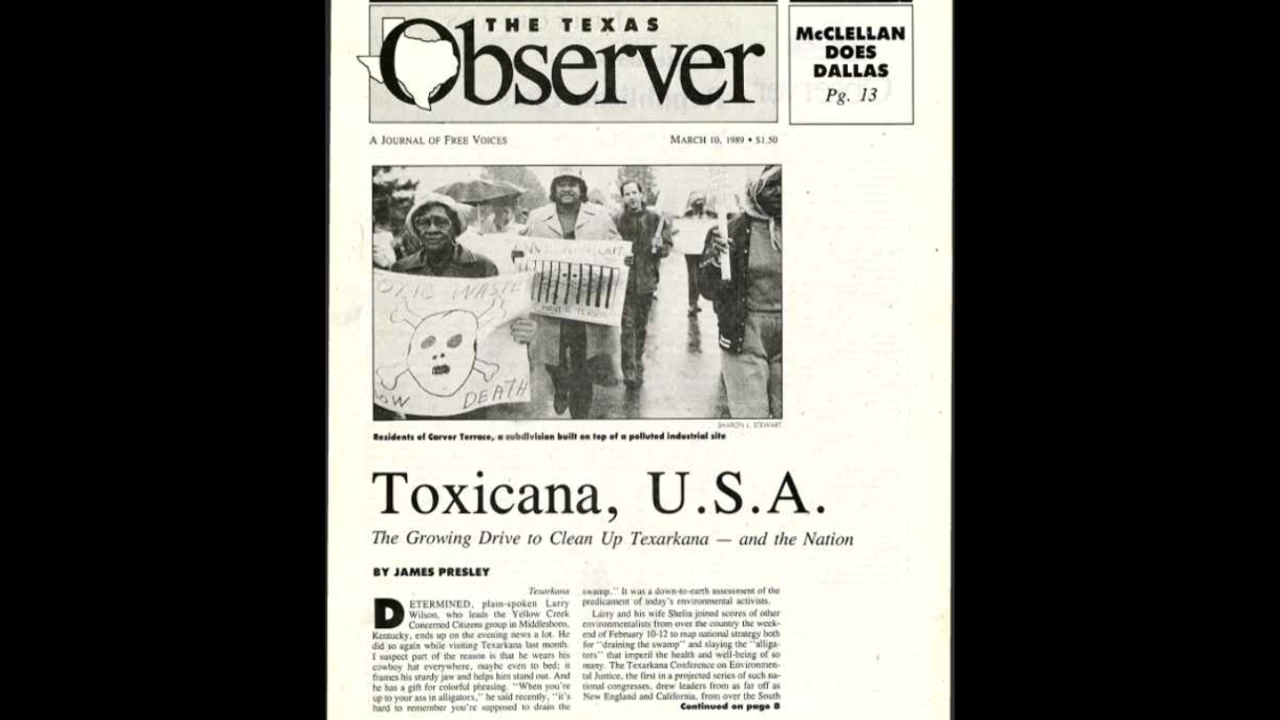 THE TEXAS
Observer
McCLELLAN
DOES
DALLAS
Pg. 13
A JOURNAL OF FREE VOICES
MARCH 10, 1989 • $1.50
TOXIC WASTE
DEATH
SHARON L. STEWART
Residents of Carver Terrace, a subdivision built on top of a polluted industrial site
Toxicana, U.S.A.
The Growing Drive to Clean Up Texarkana — and the Nation
BY JAMES PRESLEY
Texarkana
DETERMINED, plain-spoken Larry
Wilson, who leads the Yellow Creek
Concerned Citizens group in Middlesboro,
Kentucky, ends up on the evening news a lot. He
did so again while visiting Texarkana last month.
I suspect part of the reason is that he wears his
cowboy hat everywhere, maybe even to bed; it
frames his sturdy jaw and helps him stand out. And
he has a gift for colorful phrasing. "When you're
up to your ass in alligators," he said recently, "it's
hard to remember you're supposed to drain the
swamp." It was a down-to-earth assessment of the
predicament of today's environmental activists.
Larry and his wife Shelia joined scores of other
environmentalists from over the country the week-
end of February 10-12 to map national strategy both
for "draining the swamp" and slaying the "alliga-
tors" that imperil the health and well-being of so
many. The Texarkana Conference on Environmen-
tal Justice, the first in a projected series of such na-
tional congresses, drew leaders from as far off as
New England and California, from over the South
Continued on page 8